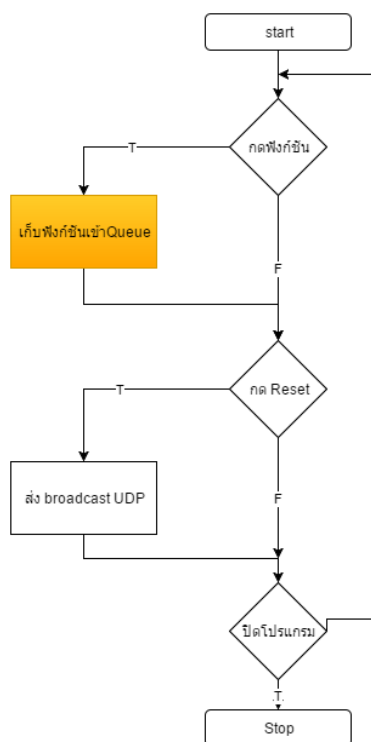 start
กดฟังก์ชัน
T
เก็บฟังก์ชันเข้าQueue
F
กด Reset
T
ส่ง broadcast UDP
F
ปิดโปรแกรม
T
Stop